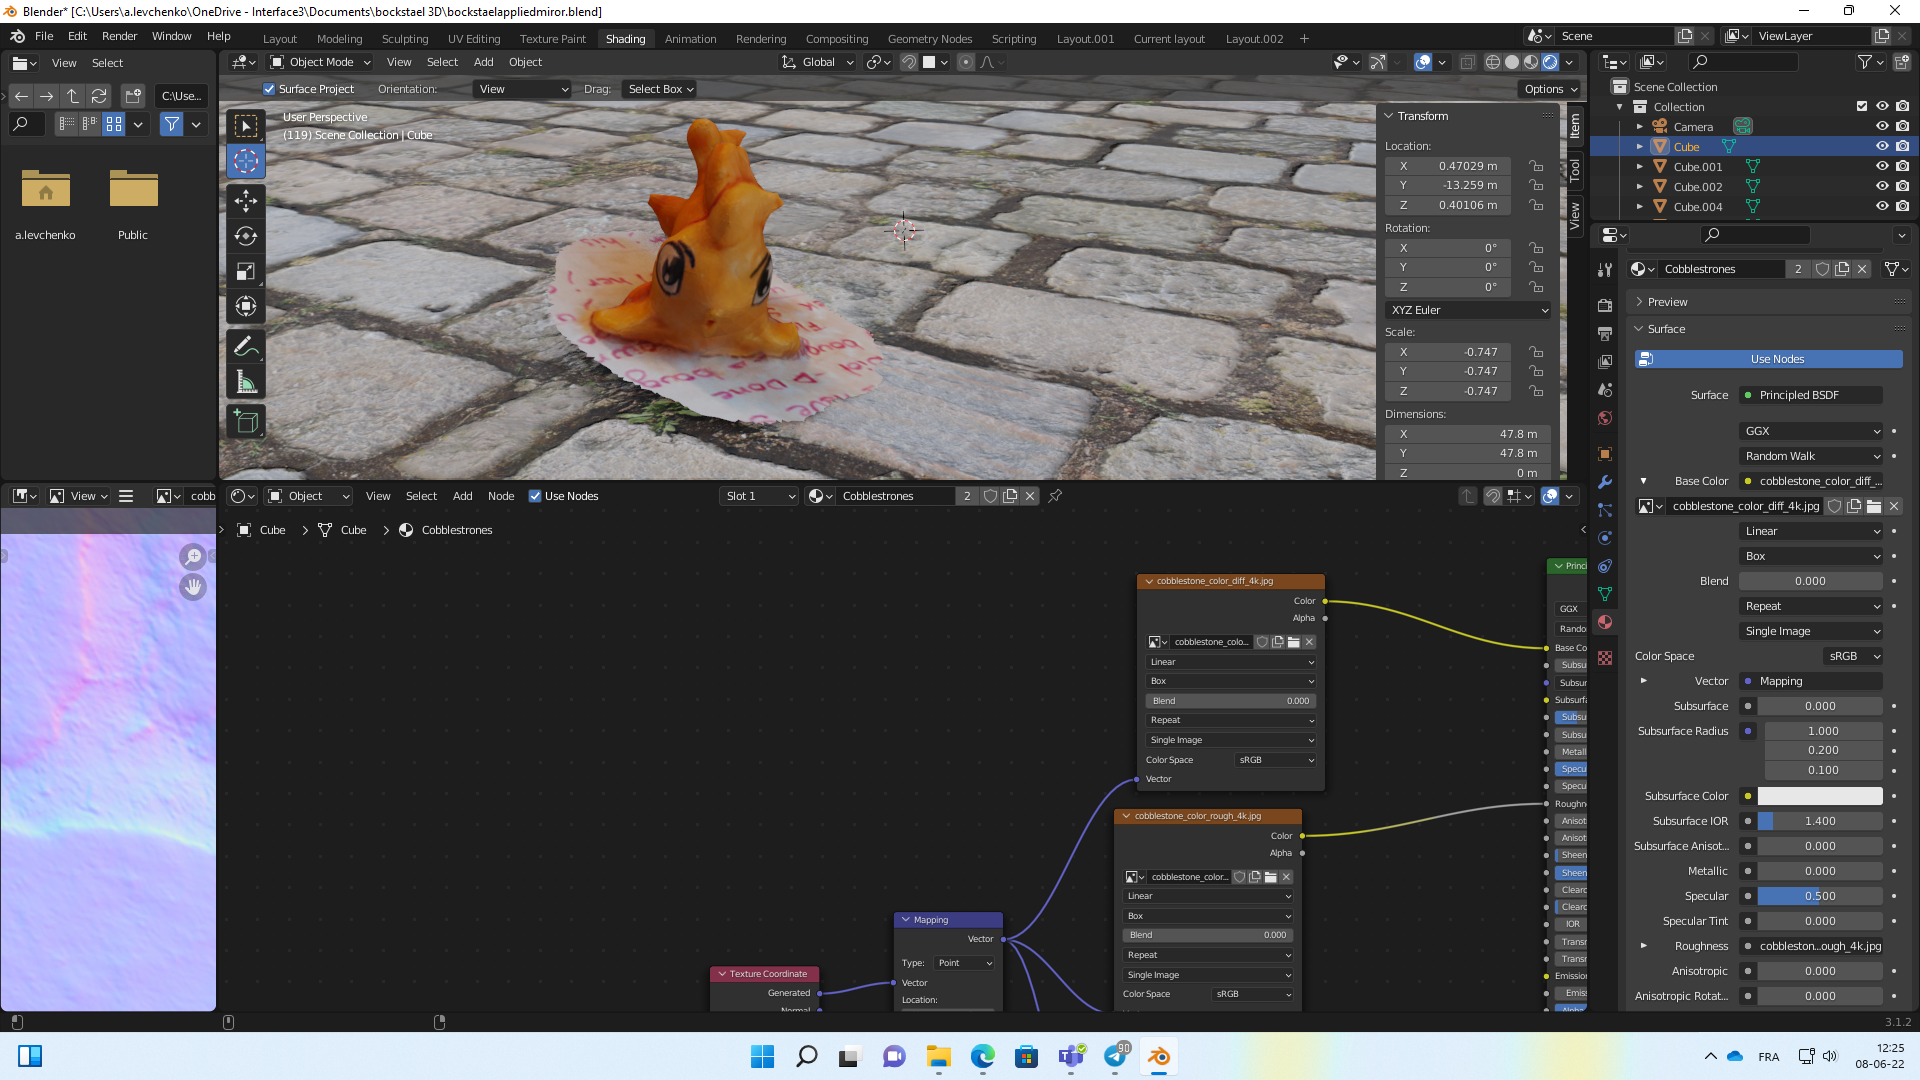 Blender* [C:\Users\a.levchenko\OneDrive - Interface3\Documents\bockstael 3D\bockstaelappliedmiror.blend]
File Edit Render Window Help
Layout Modeling Sculpting UV Editing Texture Paint Shading Animation Rendering Compositing Geometry Nodes Scripting Layout.001 Current layout Layout.002 +
Scene ViewLayer
View Select
Object Mode View Select Add Object Global
C:\Use...
Surface Project Orientation: View Drag: Select Box Options
User Perspective
(119) Scene Collection | Cube
a.levchenko Public
Transform
Location:
X 0.47029 m
Y -13.259 m
Z 0.40106 m
Rotation:
X 0°
Y 0°
Z 0°
XYZ Euler
Scale:
X -0.747
Y -0.747
Z -0.747
Dimensions:
X 47.8 m
Y 47.8 m
Z 0 m
Item
Tool
View
Scene Collection
Collection
Camera
Cube
Cube.001
Cube.002
Cube.004
Cobblestrones 2
Preview
Surface
Use Nodes
Surface Principled BSDF
GGX
Random Walk
Base Color cobblestone_color_diff_...
cobblestone_color_diff_4k.jpg
Linear
Box
Blend 0.000
Repeat
Single Image
Color Space sRGB
Vector Mapping
Subsurface 0.000
Subsurface Radius 1.000
0.200
0.100
Subsurface Color
Subsurface IOR 1.400
Subsurface Anisot... 0.000
Metallic 0.000
Specular 0.500
Specular Tint 0.000
Roughness cobbleston...ough_4k.jpg
Anisotropic 0.000
Anisotropic Rotat... 0.000
View cobb
Object View Select Add Node Use Nodes Slot 1 Cobblestrones 2
Cube Cube Cobblestrones
cobblestone_color_diff_4k.jpg
Color
Alpha
cobblestone_colo...
Linear
Box
Blend 0.000
Repeat
Single Image
Color Space sRGB
Vector
cobblestone_color_rough_4k.jpg
Color
Alpha
cobblestone_color...
Linear
Box
Blend 0.000
Repeat
Single Image
Color Space sRGB
Mapping
Vector
Type: Point
Vector
Location:
Texture Coordinate
Generated
Normal
Princi
GGX
Rando
Base Co
Subsu
Subsur
Subsurfa
Subsu
Subsu
Metall
Specu
Specu
Roughne
Anisot
Anisot
Sheen
Sheen
Clearc
Clearc
IOR
Transm
Transm
Emission
Emiss
Alpha
3.1.2
90
FRA
12:25
08-06-22